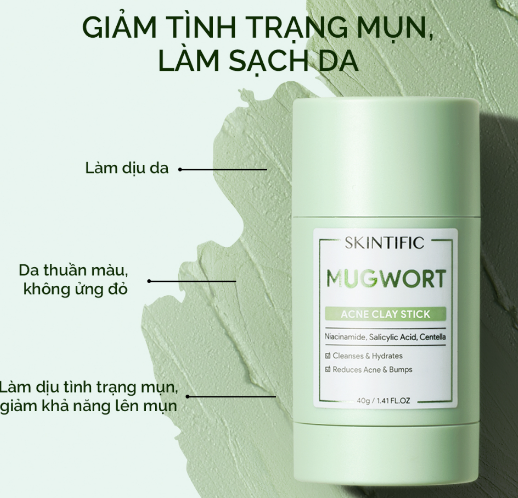 GIẢM TÌNH TRẠNG MỤN,
LÀM SẠCH DA
Làm dịu da
Da thuần màu,
không ửng đỏ
Làm dịu tình trạng mụn,
giảm khả năng lên mụn
SKINTIFIC
MUGWORT
ACNE CLAY STICK
Niacinamide, Salicylic Acid, Centella
☑ Cleanses & Hydrates
☑ Reduces Acne & Bumps
40g / 1.41 FL.OZ